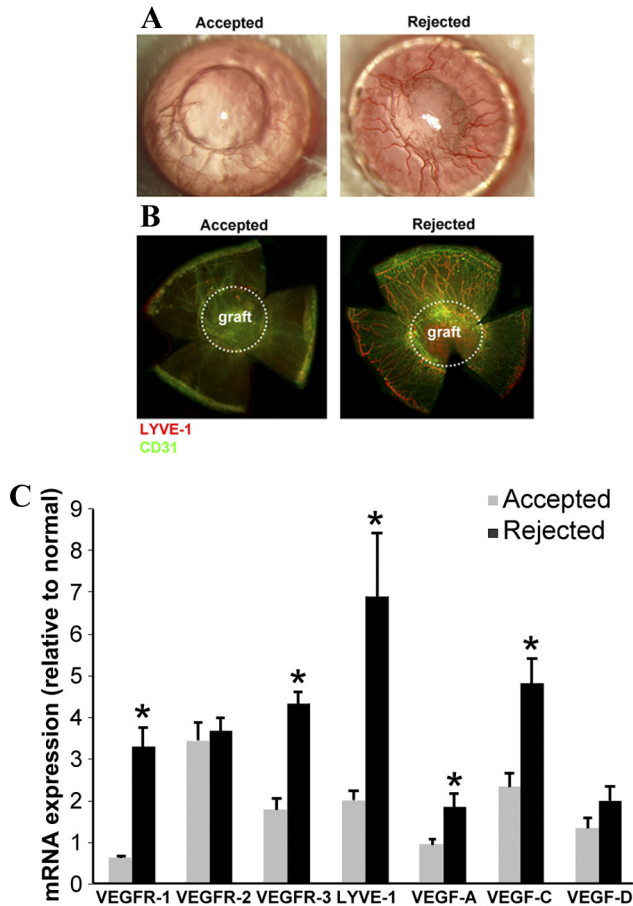 A
Accepted Rejected
B
Accepted Rejected
graft graft
LYVE-1
CD31
C
mRNA expression (relative to normal)
9
8
7
6
5
4
3
2
1
0
Accepted
Rejected
* * * * *
VEGFR-1 VEGFR-2 VEGFR-3 LYVE-1 VEGF-A VEGF-C VEGF-D